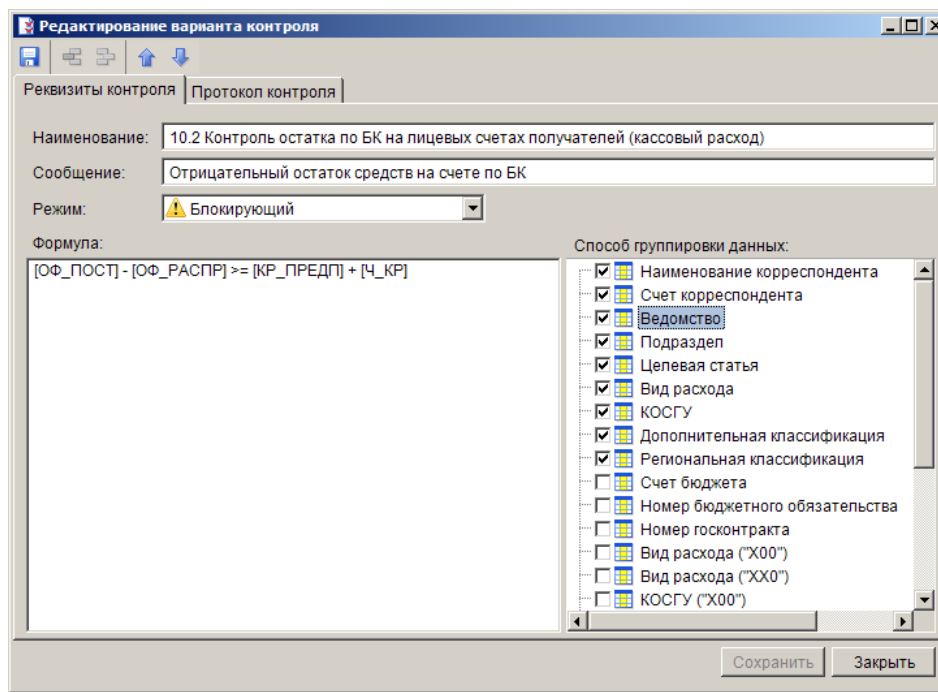 Редактирование варианта контроля
Реквизиты контроля Протокол контроля
Наименование: 10.2 Контроль остатка по БК на лицевых счетах получателей (кассовый расход)
Сообщение: Отрицательный остаток средств на счете по БК
Режим: Блокирующий
Формула:
[ОФ_ПОСТ] - [ОФ_РАСПР] >= [КР_ПРЕДП] + [Ч_КР]
Способ группировки данных:
Наименование корреспондента
Счет корреспондента
Ведомство
Подраздел
Целевая статья
Вид расхода
КОСГУ
Дополнительная классификация
Региональная классификация
Счет бюджета
Номер бюджетного обязательства
Номер госконтракта
Вид расхода ("X00")
Вид расхода ("XX0")
КОСГУ ("X00")
Сохранить Закрыть